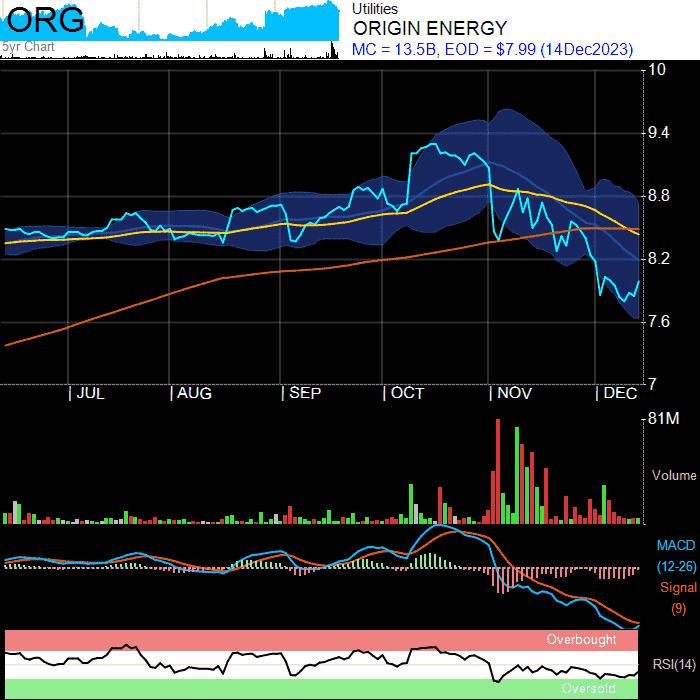 ORG
5yr Chart
Utilities
ORIGIN ENERGY
MC = 13.5B, EOD = $7.99 (14Dec2023)
10
9.4
8.8
8.2
7.6
7
JUL AUG SEP OCT NOV DEC
81M
Volume
MACD
(12-26)
Signal
(9)
Overbought
RSI(14)
Oversold